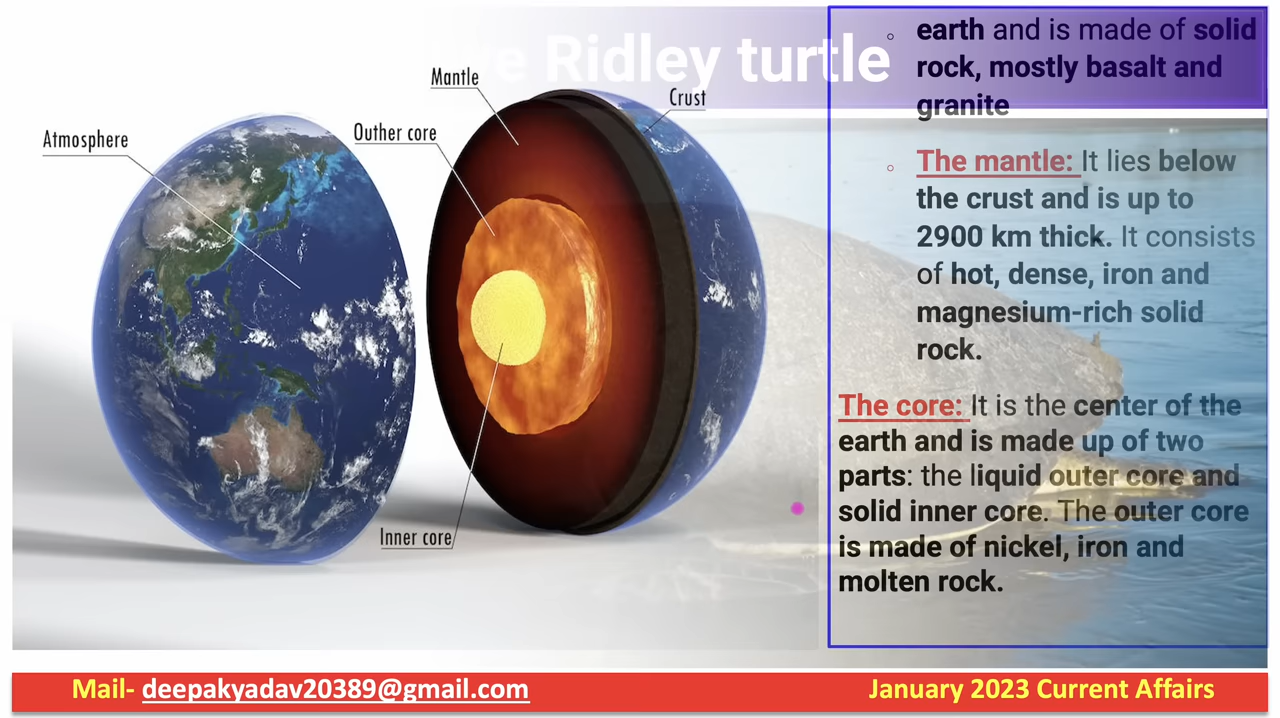 ve Ridley turtle
Mantle
Crust
Atmosphere
Outher core
Inner core
earth and is made of solid
rock, mostly basalt and
granite
The mantle: It lies below
the crust and is up to
2900 km thick. It consists
of hot, dense, iron and
magnesium-rich solid
rock.
The core: It is the center of the
earth and is made up of two
parts: the liquid outer core and
solid inner core. The outer core
is made of nickel, iron and
molten rock.
Mail- deepakyadav20389@gmail.com
January 2023 Current Affairs